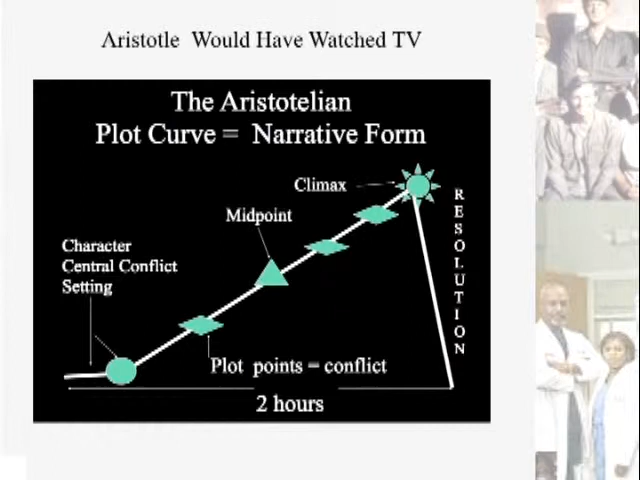 Aristotle Would Have Watched TV
The Aristotelian
Plot Curve = Narrative Form
Climax
Midpoint
Character
Central Conflict
Setting
Plot points = conflict
2 hours
RESOLUTION